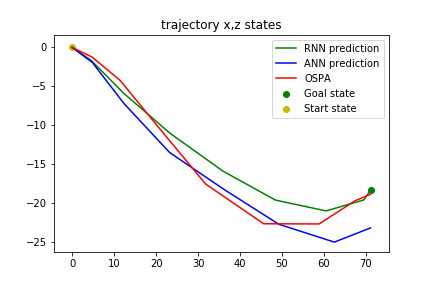 trajectory x,z states
RNN prediction
ANN prediction
OSPA
Goal state
Start state
0
−5
−10
−15
−20
−25
0 10 20 30 40 50 60 70